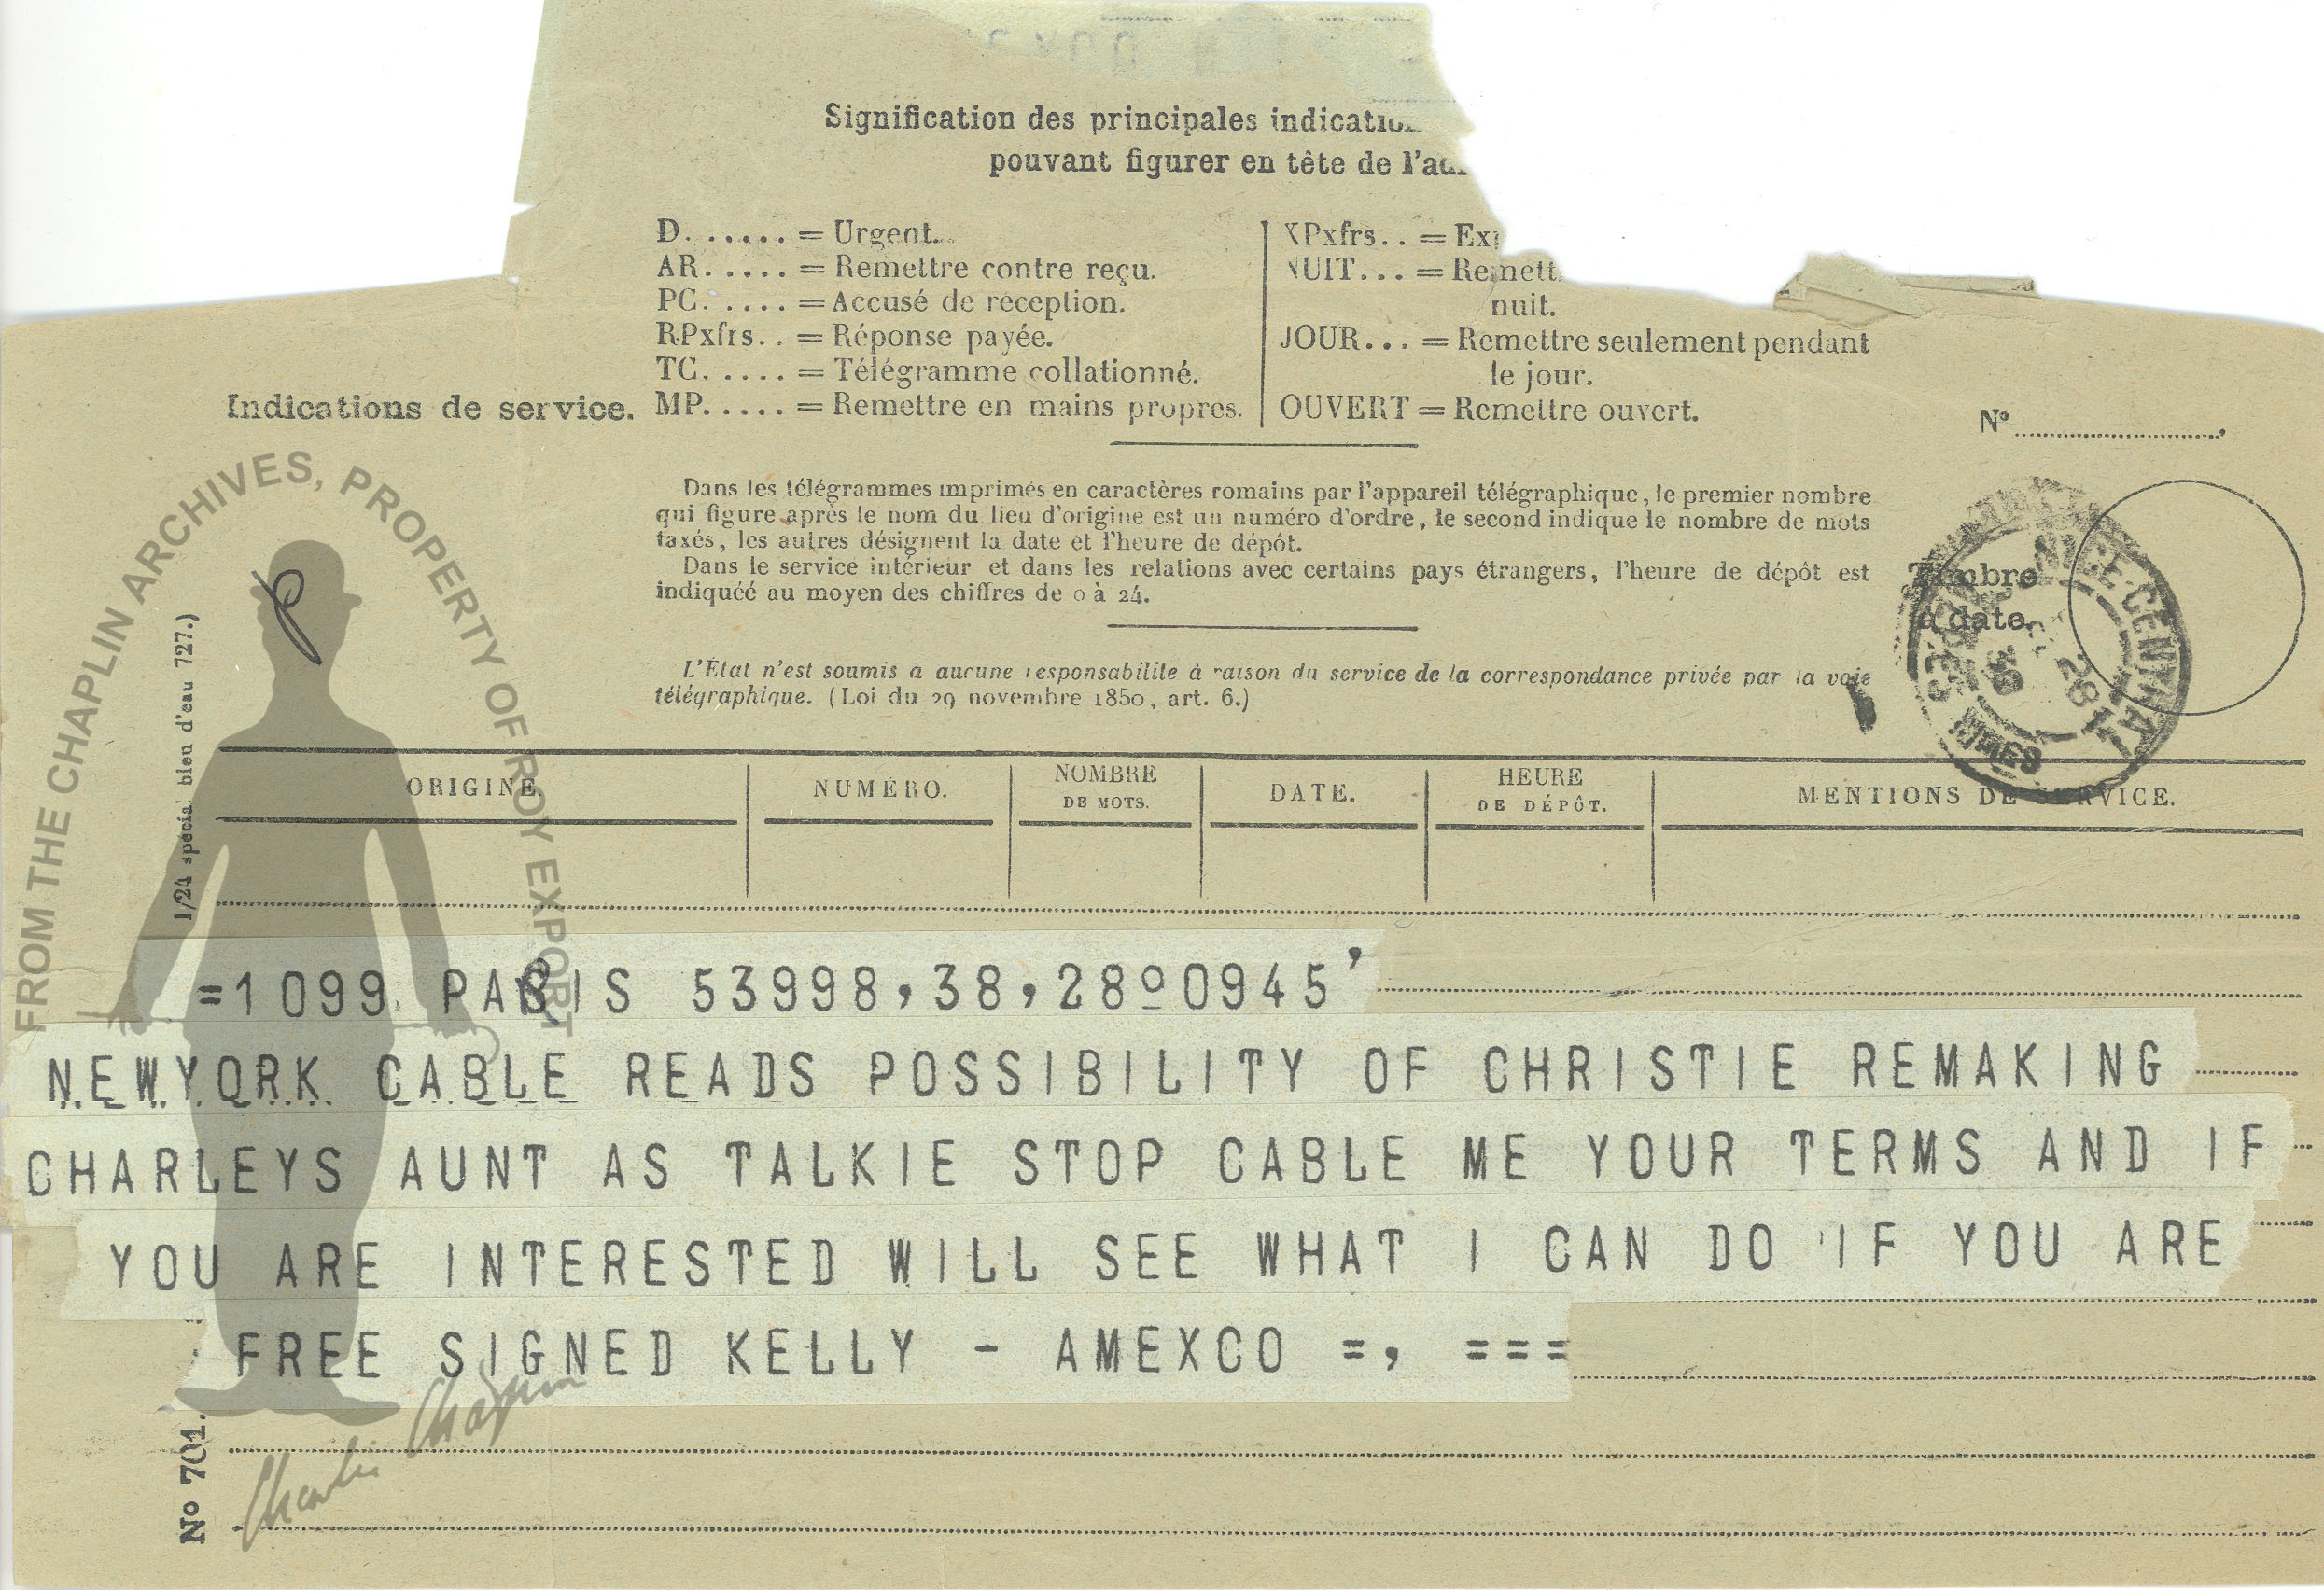 Signification des principales
pouvant figurer en tête de
D. ..... = Urgent.
AR. .... = Remettre contre reçu.
PC. .... = Accusé de réception.
RPxfrs. . = Réponse payée.
TC. .... = Télégramme collationné.
MP. .... = Remettre en mains propres.
XPxfrs. . =
NUIT... =
nuit.
JOUR... = Remettre seulement pendant
le jour.
OUVERT = Remettre ouvert.
Indications de service.
N°
Dans les télégrammes imprimés en caractères romains par l'appareil télégraphique, le premier nombre
qui figure après le nom du lieu d'origine est un numéro d'ordre, le second indique le nombre de mots
taxés, les autres désignent la date et l'heure de dépôt.
Dans le service intérieur et dans les relations avec certains pays étrangers, l'heure de dépôt est
indiquée au moyen des chiffres de 0 à 24.
L'État n'est soumis à aucune responsabilité à raison du service de la correspondance privée par la voie
télégraphique. (Loi du 29 novembre 1850, art. 6.)
Timbre
à date.
NICE-CENTRAL
28
ORIGINE.
NUMÉRO.
NOMBRE
DE MOTS.
DATE.
HEURE
DE DÉPÔT.
MENTIONS DE SERVICE.
=1099 PARIS 53998,38,28º0945'
NEWYORK CABLE READS POSSIBILITY OF CHRISTIE REMAKING
CHARLEYS AUNT AS TALKIE STOP CABLE ME YOUR TERMS AND IF
YOU ARE INTERESTED WILL SEE WHAT I CAN DO IF YOU ARE
FREE SIGNED KELLY - AMEXCO =, ===
N° 701.
1/24 spécial bleu d'eau 727.)
FROM THE CHAPLIN ARCHIVES, PROPERTY OF ROY EXPORT
Charlie Chaplin